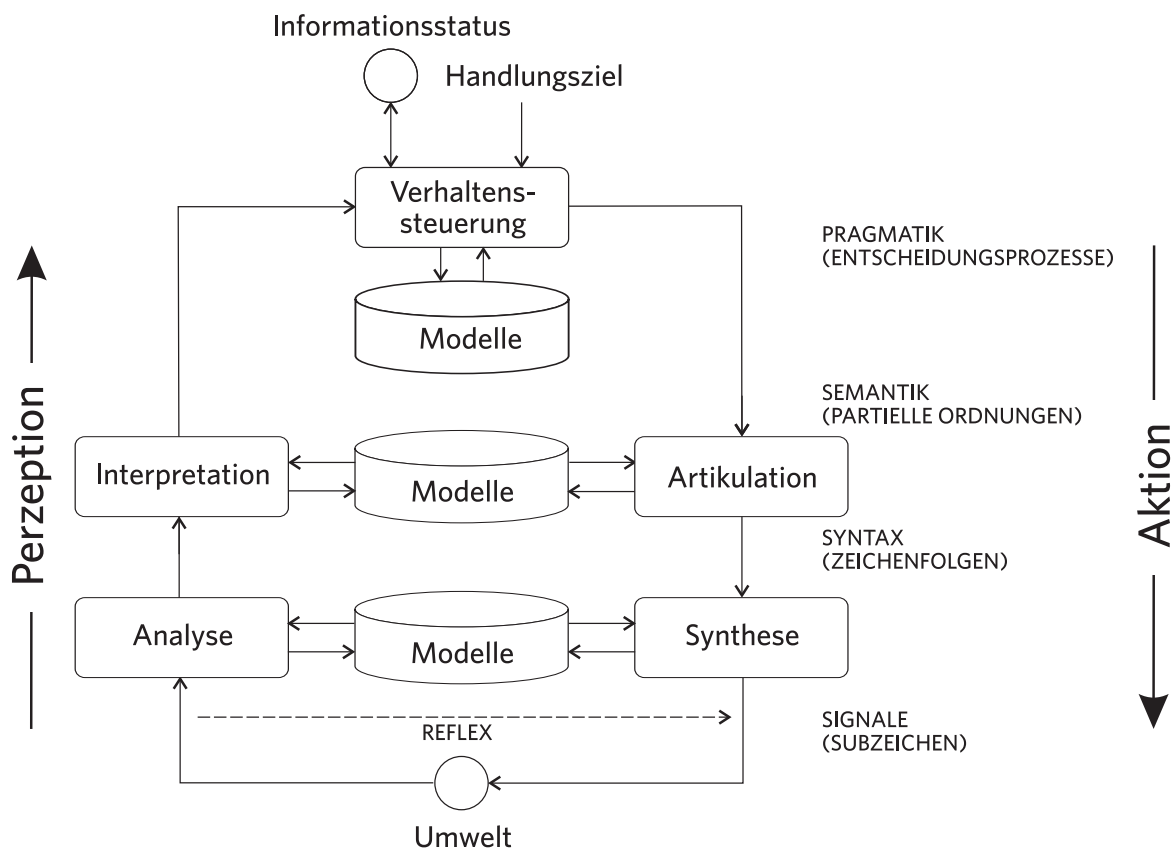 Informationsstatus
Handlungsziel
Verhaltens-
steuerung
PRAGMATIK
(ENTSCHEIDUNGSPROZESSE)
Modelle
SEMANTIK
(PARTIELLE ORDNUNGEN)
Perzeption
Interpretation
Modelle
Artikulation
Aktion
SYNTAX
(ZEICHENFOLGEN)
Analyse
Modelle
Synthese
REFLEX
SIGNALE
(SUBZEICHEN)
Umwelt